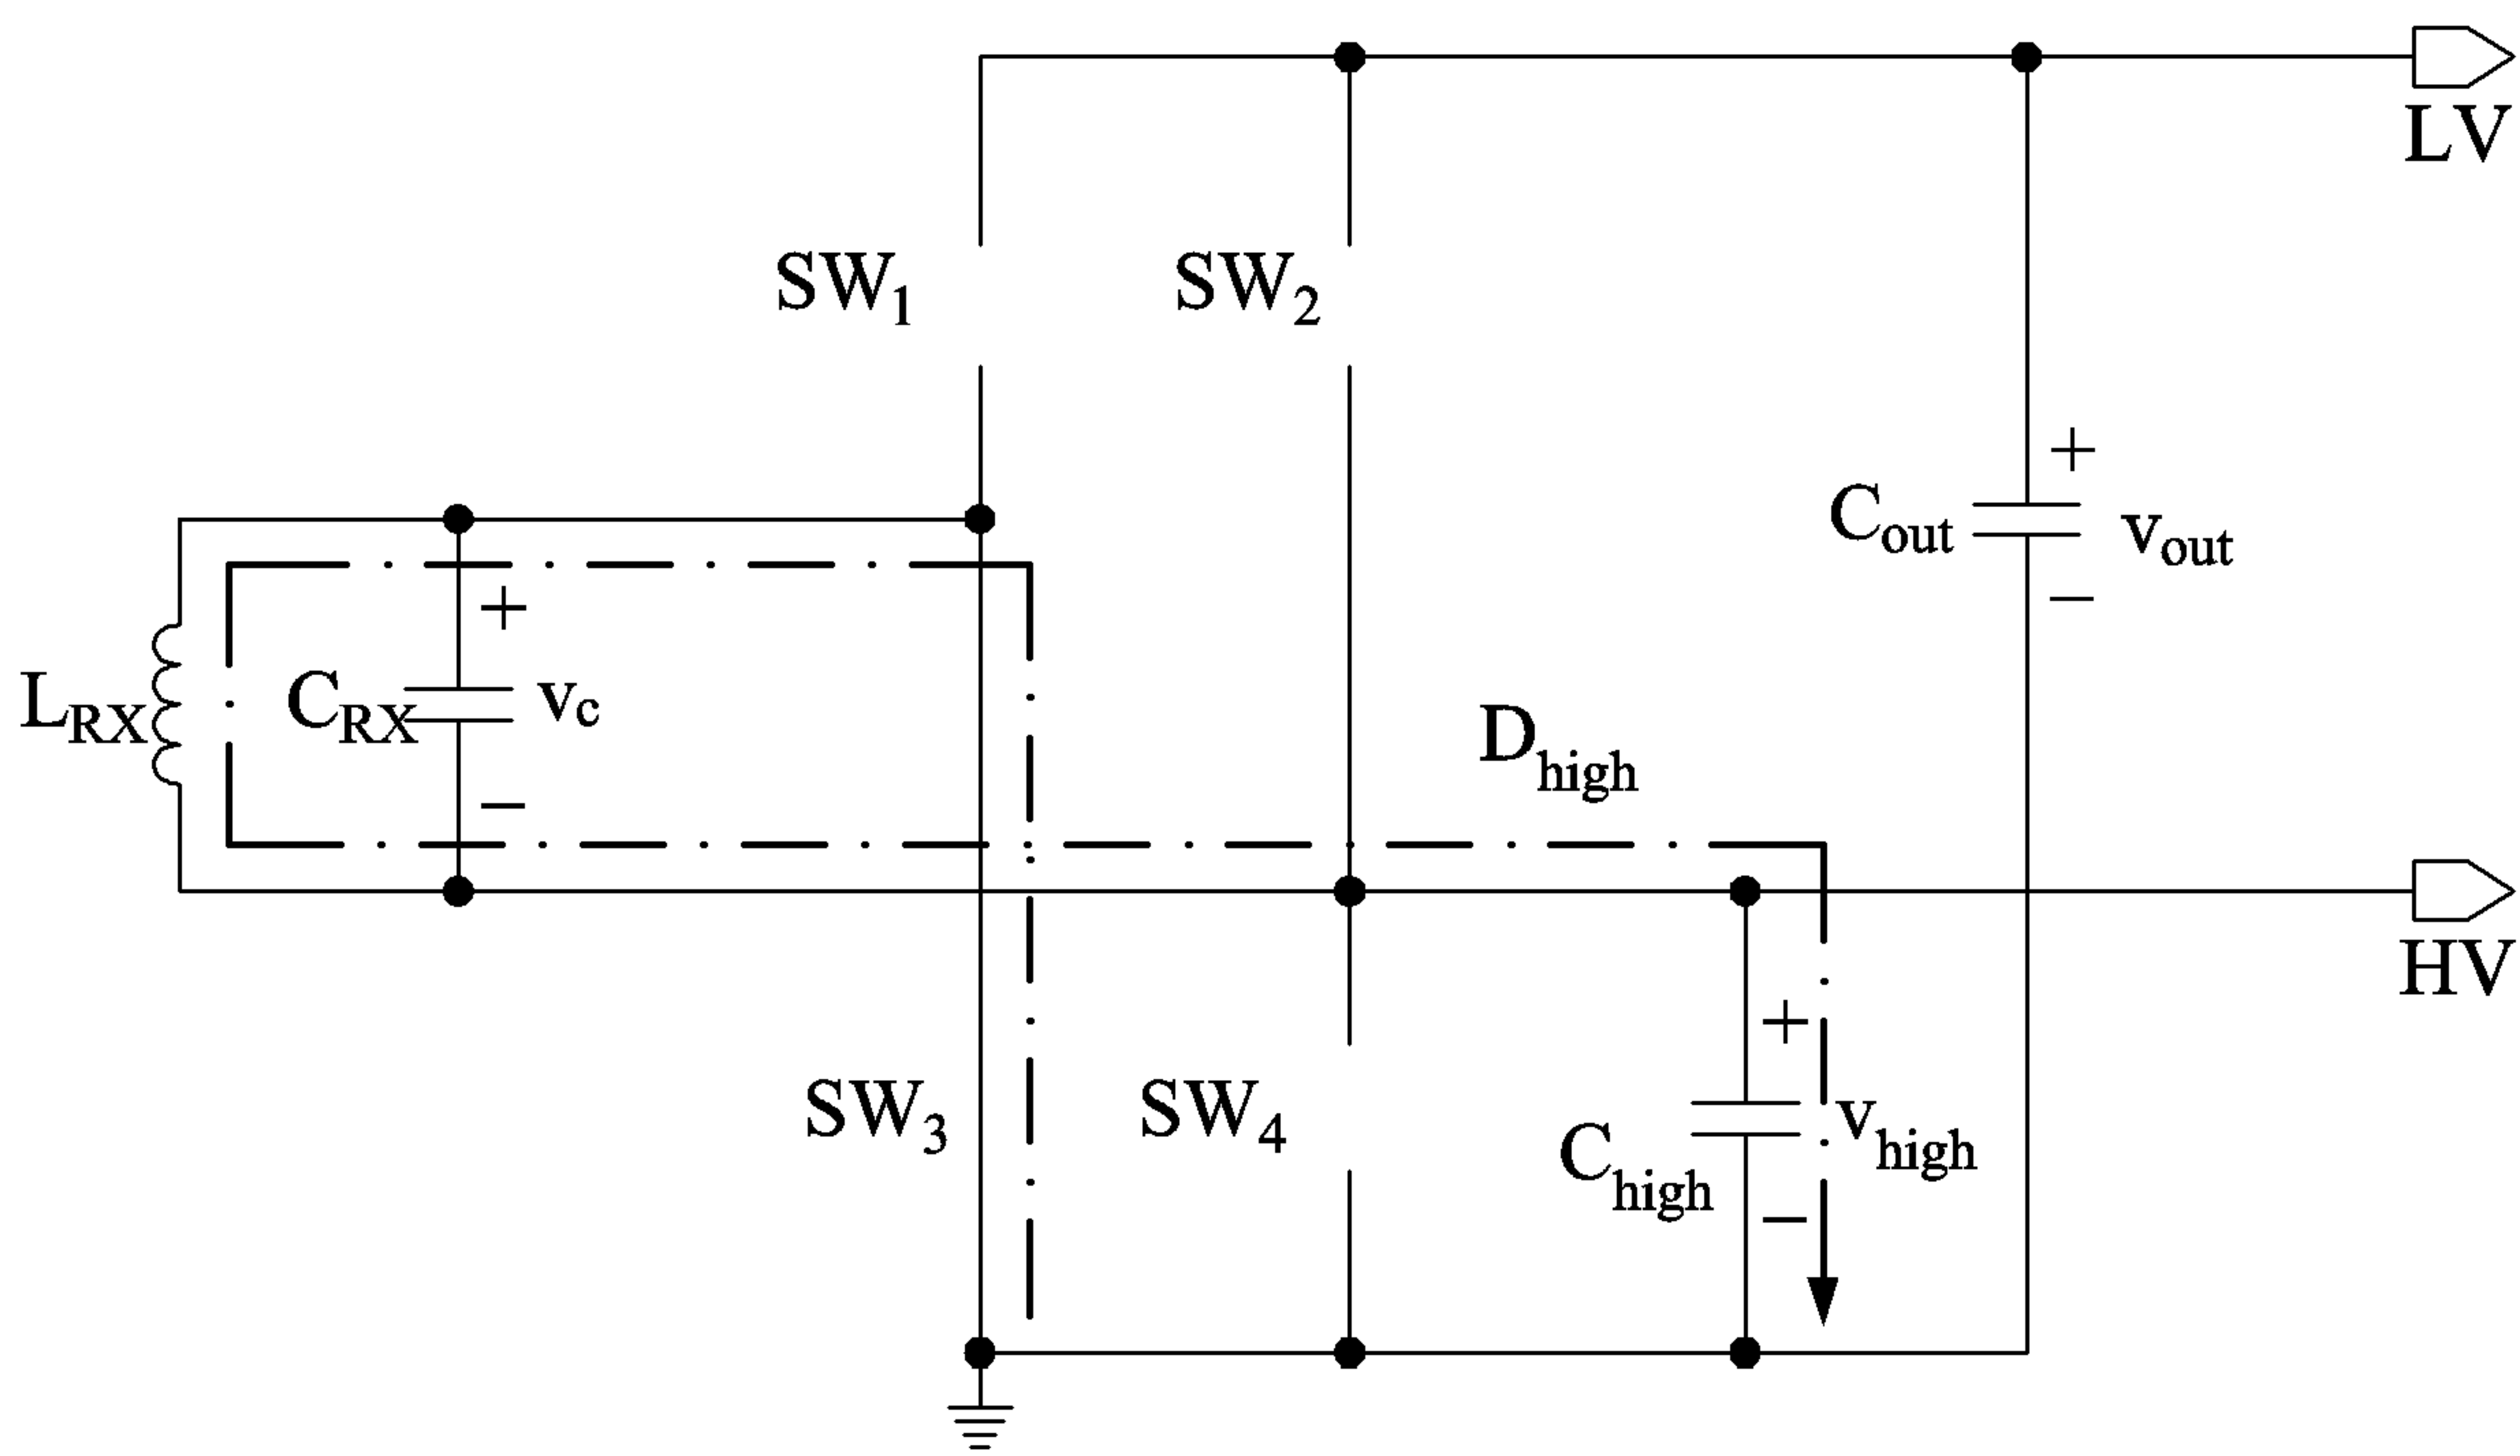 LV
SW1 SW2
+
Cout vout
−
+
LRX CRX vc
−
Dhigh
HV
+
SW3 SW4 Chigh vhigh
−